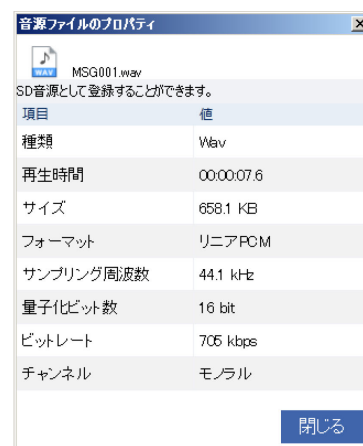 音源ファイルのプロパティ
WAV MSG001.wav
SD音源として登録することができます。
項目 値
種類 Wav
再生時間 00:00:07.6
サイズ 658.1 KB
フォーマット リニアPCM
サンプリング周波数 44.1 kHz
量子化ビット数 16 bit
ビットレート 705 kbps
チャンネル モノラル
閉じる